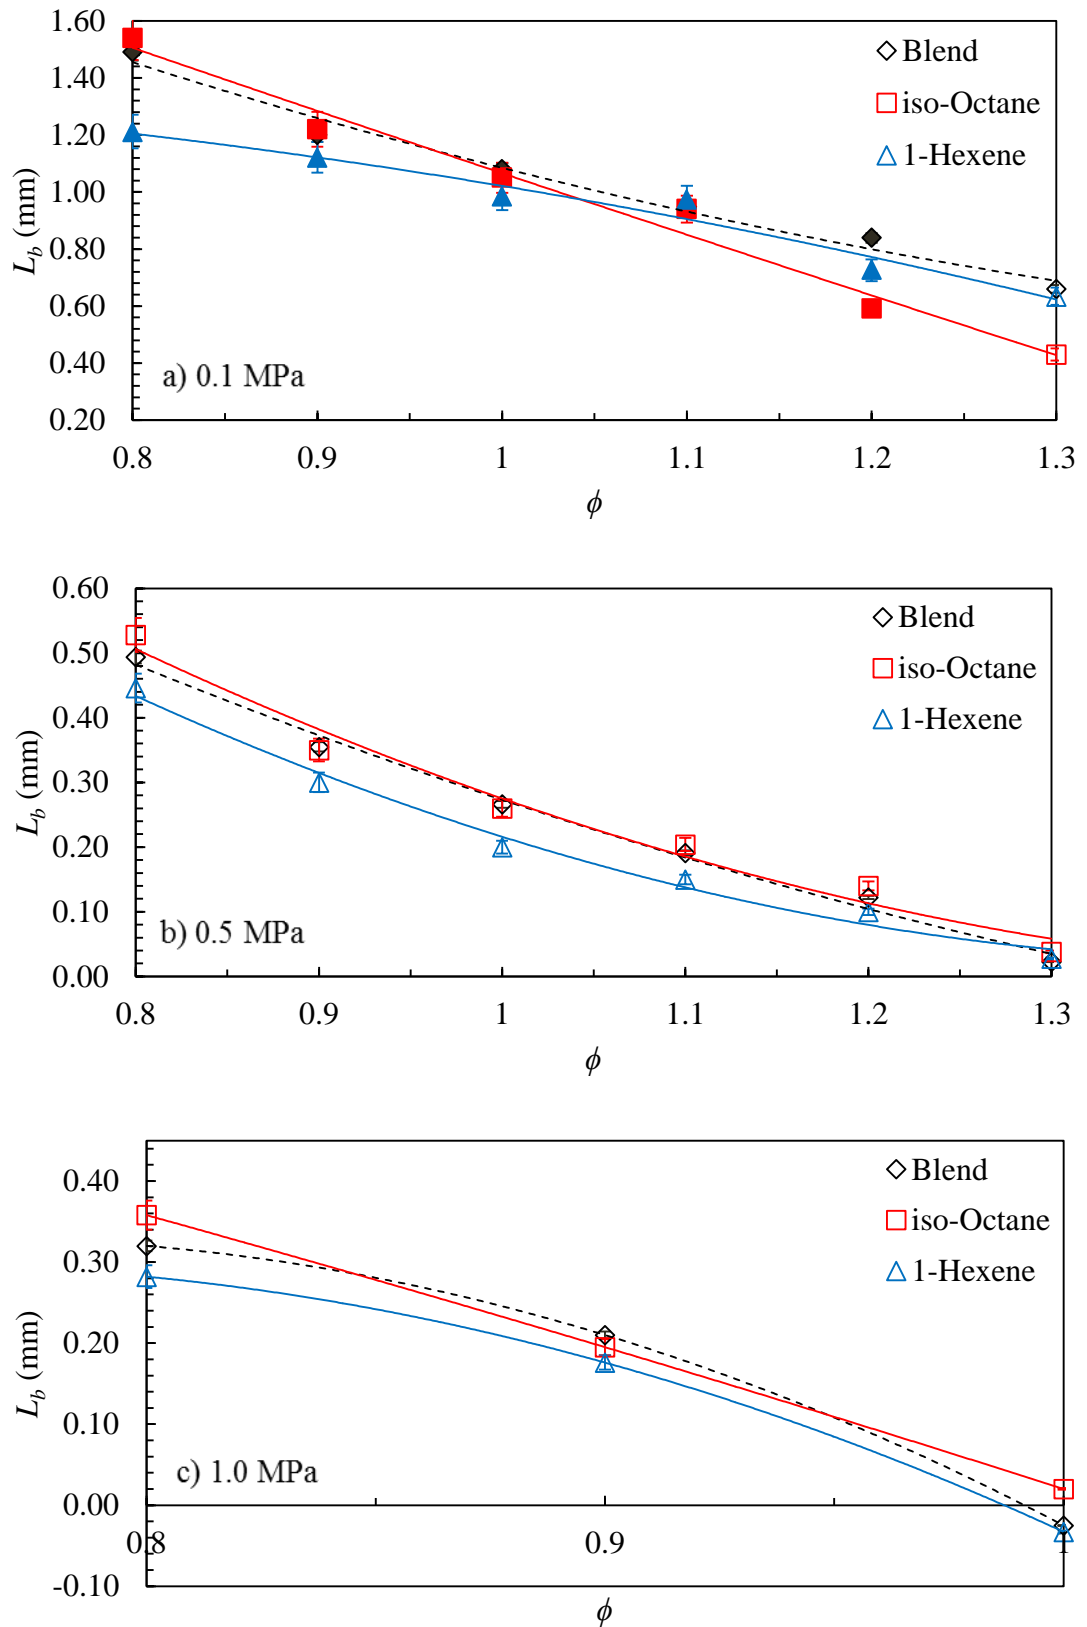 1.60
1.40
1.20
1.00
0.80
0.60
0.40
0.20
L_b (mm)
Blend
iso-Octane
1-Hexene
a) 0.1 MPa
0.8 0.9 1 1.1 1.2 1.3
ϕ
0.60
0.50
0.40
0.30
0.20
0.10
0.00
L_b (mm)
Blend
iso-Octane
1-Hexene
b) 0.5 MPa
0.8 0.9 1 1.1 1.2 1.3
ϕ
0.40
0.30
0.20
0.10
0.00
-0.10
L_b (mm)
Blend
iso-Octane
1-Hexene
c) 1.0 MPa
0.8 0.9 1
ϕ